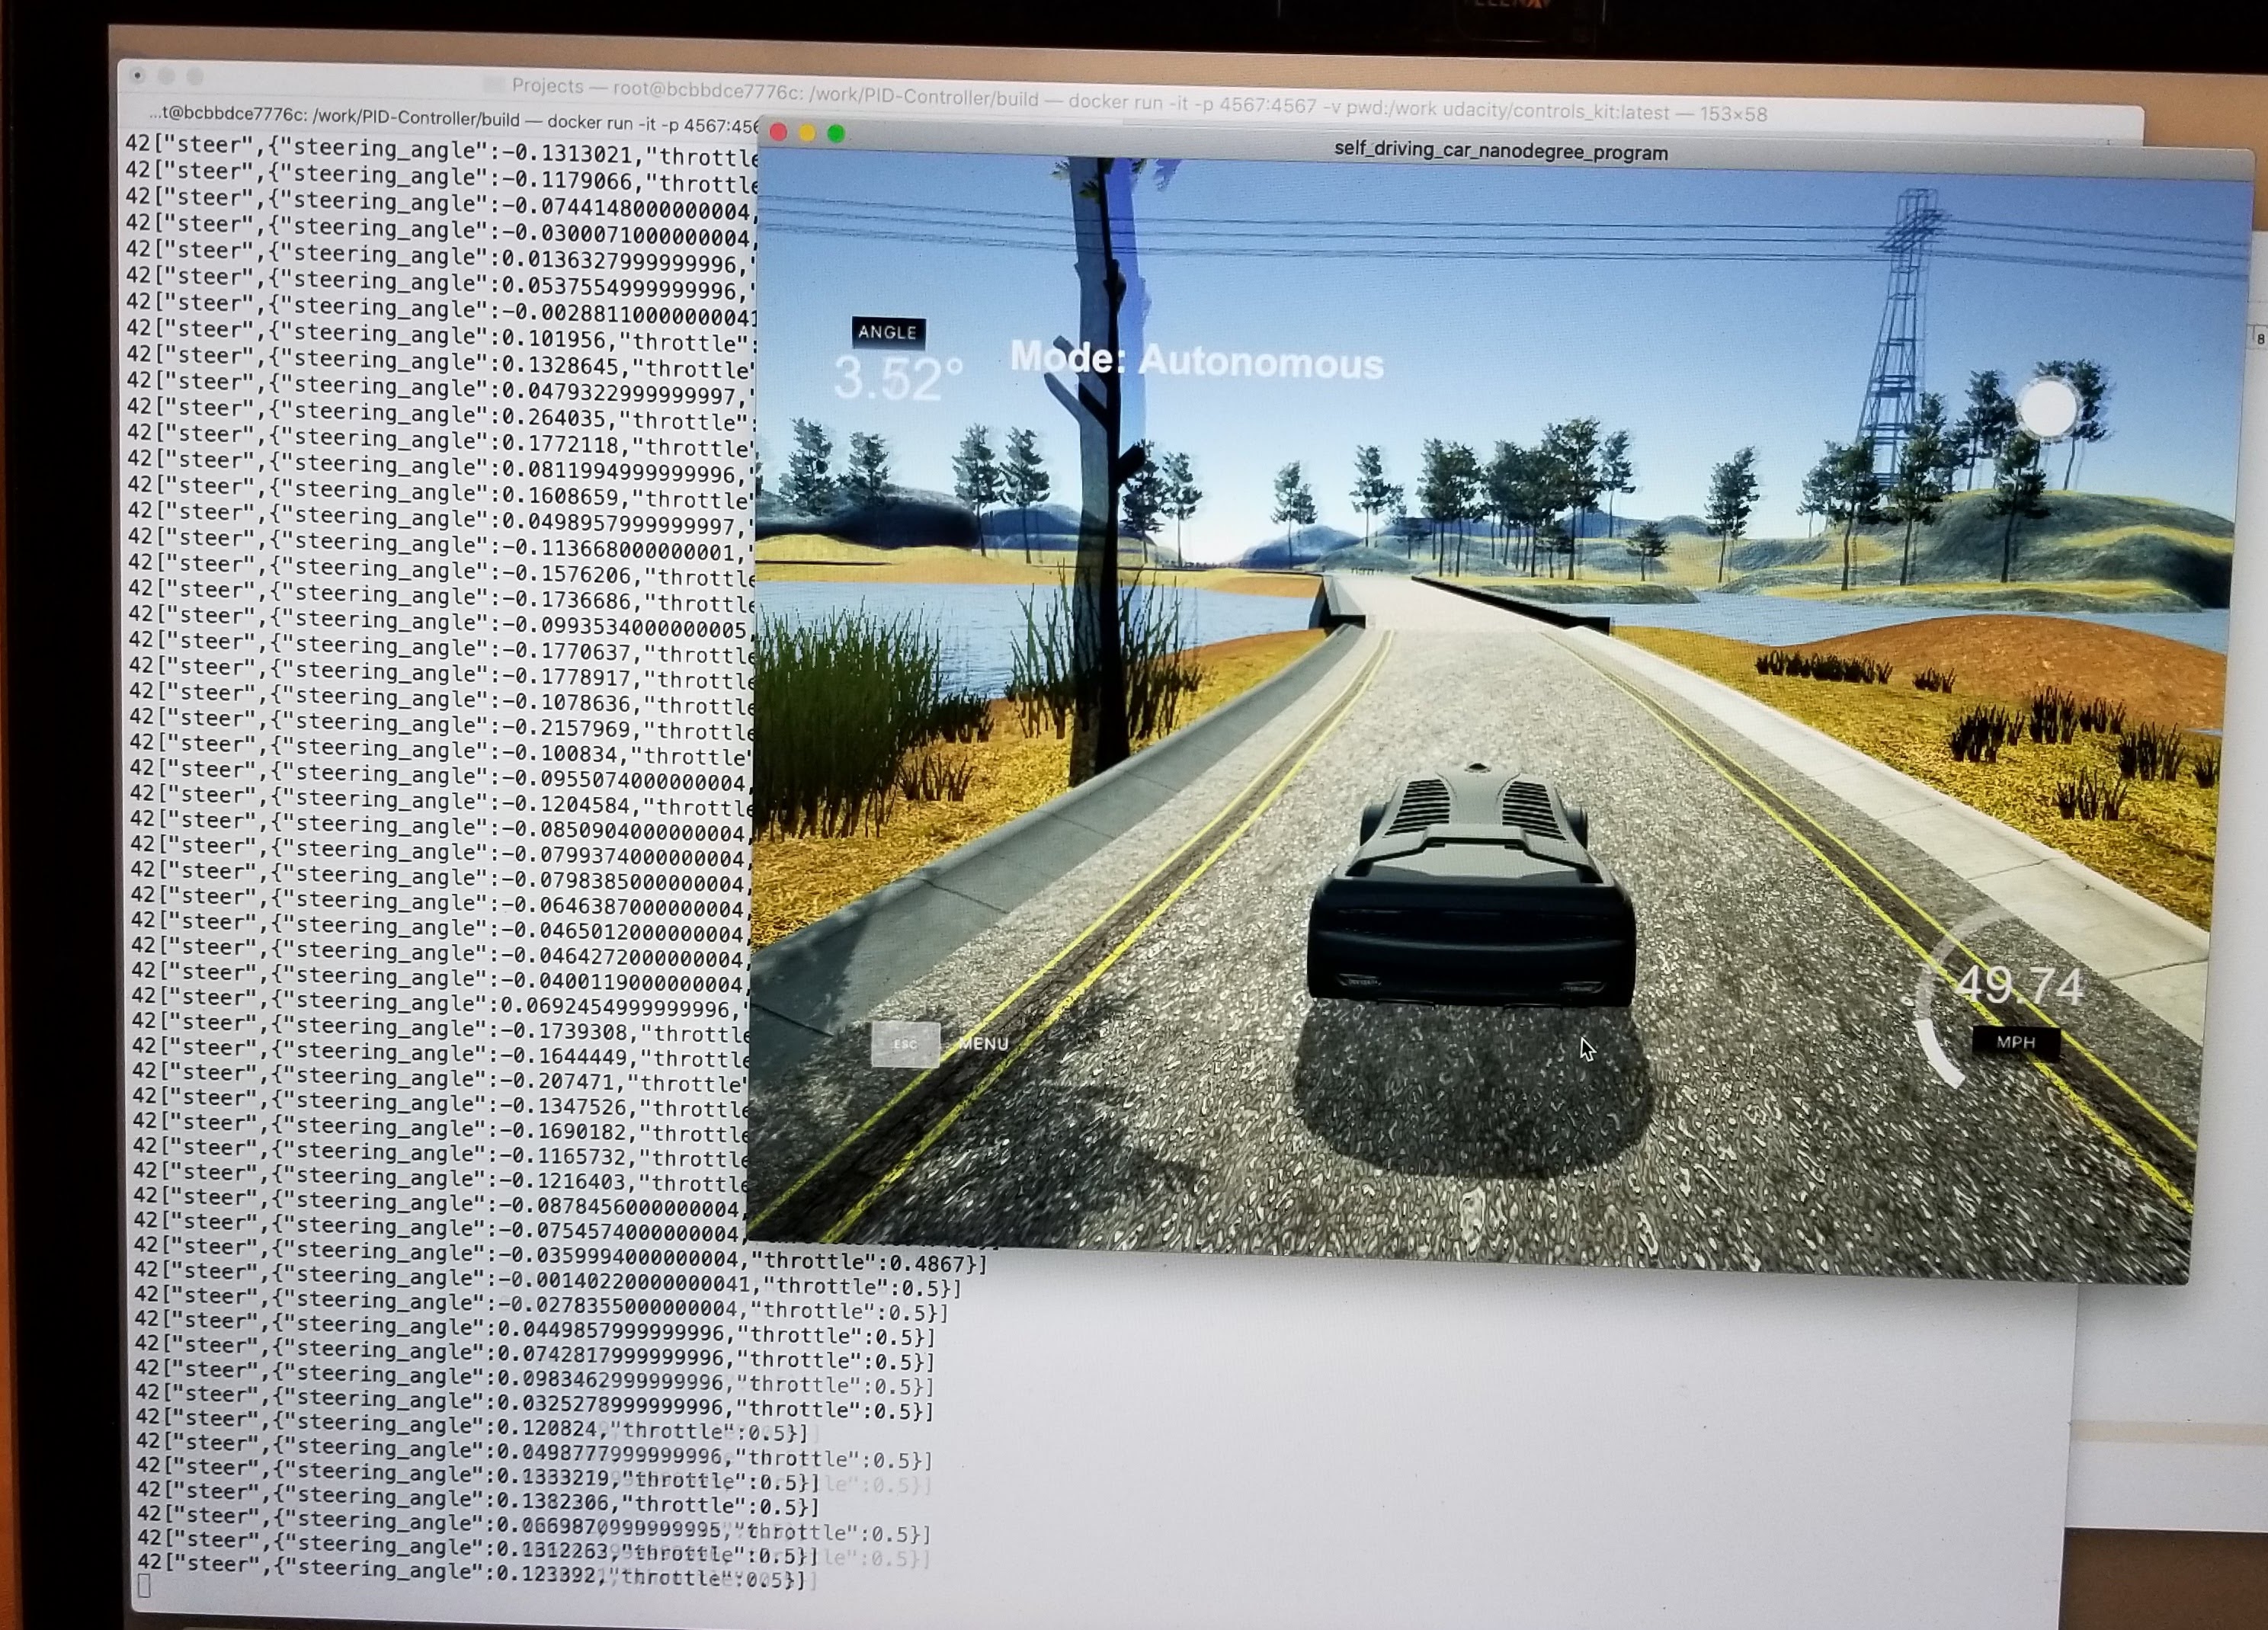 Projects — root@bcbbdce7776c: /work/PID-Controller/build — docker run -it -p 4567:4567 -v pwd:/work udacity/controls_kit:latest — 153×58
...t@bcbbdce7776c: /work/PID-Controller/build — docker run -it -p 4567:456
self_driving_car_nanodegree_program
42["steer",{"steering_angle":-0.1313021,"throttle
42["steer",{"steering_angle":-0.1179066,"throttle
42["steer",{"steering_angle":-0.0744148000000004,
42["steer",{"steering_angle":-0.0300071000000004,
42["steer",{"steering_angle":0.0136327999999996,"
42["steer",{"steering_angle":0.0537554999999996,"
42["steer",{"steering_angle":-0.00288110000000041
42["steer",{"steering_angle":0.101956,"throttle":
42["steer",{"steering_angle":0.1328645,"throttle"
42["steer",{"steering_angle":0.0479322999999997,"
42["steer",{"steering_angle":0.264035,"throttle":
42["steer",{"steering_angle":0.1772118,"throttle"
42["steer",{"steering_angle":0.0811994999999996,"
42["steer",{"steering_angle":0.1608659,"throttle"
42["steer",{"steering_angle":0.0498957999999997,"
42["steer",{"steering_angle":-0.113668000000001,"
42["steer",{"steering_angle":-0.1576206,"throttle
42["steer",{"steering_angle":-0.1736686,"throttle
42["steer",{"steering_angle":-0.0993534000000005,
42["steer",{"steering_angle":-0.1770637,"throttle
42["steer",{"steering_angle":-0.1778917,"throttle
42["steer",{"steering_angle":-0.1078636,"throttle
42["steer",{"steering_angle":-0.2157969,"throttle
42["steer",{"steering_angle":-0.100834,"throttle"
42["steer",{"steering_angle":-0.0955074000000004,
42["steer",{"steering_angle":-0.1204584,"throttle
42["steer",{"steering_angle":-0.0850904000000004,
42["steer",{"steering_angle":-0.0799374000000004,
42["steer",{"steering_angle":-0.0798385000000004,
42["steer",{"steering_angle":-0.0646387000000004,
42["steer",{"steering_angle":-0.0465012000000004,
42["steer",{"steering_angle":-0.0464272000000004,
42["steer",{"steering_angle":-0.0400119000000004,
42["steer",{"steering_angle":0.0692454999999996,"
42["steer",{"steering_angle":-0.1739308,"throttle
42["steer",{"steering_angle":-0.1644449,"throttle
42["steer",{"steering_angle":-0.207471,"throttle"
42["steer",{"steering_angle":-0.1347526,"throttle
42["steer",{"steering_angle":-0.1690182,"throttle
42["steer",{"steering_angle":-0.1165732,"throttle
42["steer",{"steering_angle":-0.1216403,"throttle
42["steer",{"steering_angle":-0.0878456000000004,
42["steer",{"steering_angle":-0.0754574000000004,
42["steer",{"steering_angle":-0.0359994000000004,"throttle":0.4867}]
42["steer",{"steering_angle":-0.00140220000000041,"throttle":0.5}]
42["steer",{"steering_angle":-0.0278355000000004,"throttle":0.5}]
42["steer",{"steering_angle":0.0449857999999996,"throttle":0.5}]
42["steer",{"steering_angle":0.0742817999999996,"throttle":0.5}]
42["steer",{"steering_angle":0.0983462999999996,"throttle":0.5}]
42["steer",{"steering_angle":0.0325278999999996,"throttle":0.5}]
42["steer",{"steering_angle":0.120824,"throttle":0.5}]
42["steer",{"steering_angle":0.0498777999999996,"throttle":0.5}]
42["steer",{"steering_angle":0.1333219,"throttle":0.5}]
42["steer",{"steering_angle":0.1382306,"throttle":0.5}]
42["steer",{"steering_angle":0.0669870999999995,"throttle":0.5}]
42["steer",{"steering_angle":0.1312263,"throttle":0.5}]
42["steer",{"steering_angle":0.123392,"throttle":0.5}]
ANGLE
3.52°
Mode: Autonomous
49.74
MPH
ESC MENU
8